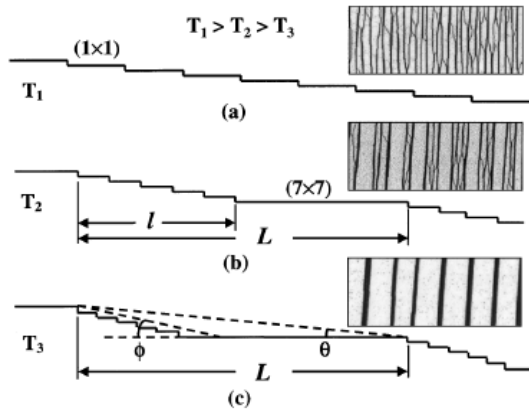 T₁ > T₂ > T₃
(1×1)
T₁
(a)
(7×7)
T₂
l
L
(b)
T₃
ϕ
θ
L
(c)